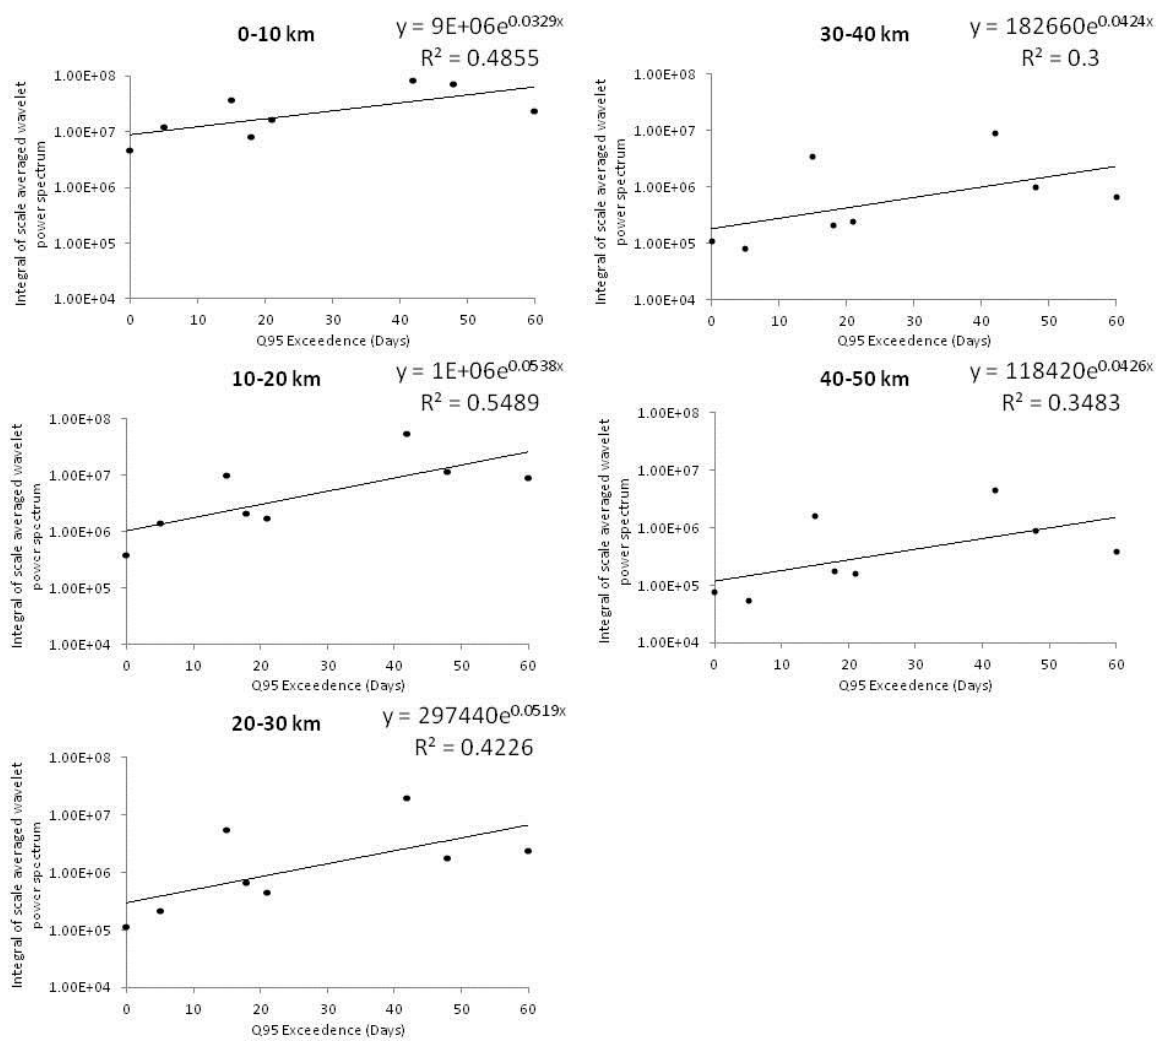 0-10 km
y = 9E+06e^0.0329x
R² = 0.4855
Integral of scale averaged wavelet
power spectrum
1.00E+08
1.00E+07
1.00E+06
1.00E+05
1.00E+04
0 10 20 30 40 50 60
Q95 Exceedence (Days)
10-20 km
y = 1E+06e^0.0538x
R² = 0.5489
Integral of scale averaged wavelet
power spectrum
1.00E+08
1.00E+07
1.00E+06
1.00E+05
1.00E+04
0 10 20 30 40 50 60
Q95 Exceedence (Days)
20-30 km
y = 297440e^0.0519x
R² = 0.4226
Integral of scale averaged wavelet
power spectrum
1.00E+08
1.00E+07
1.00E+06
1.00E+05
1.00E+04
0 10 20 30 40 50 60
Q95 Exceedence (Days)
30-40 km
y = 182660e^0.0424x
R² = 0.3
Integral of scale averaged wavelet
power spectrum
1.00E+08
1.00E+07
1.00E+06
1.00E+05
1.00E+04
0 10 20 30 40 50 60
Q95 Exceedence (Days)
40-50 km
y = 118420e^0.0426x
R² = 0.3483
Integral of scale averaged wavelet
power spectrum
1.00E+08
1.00E+07
1.00E+06
1.00E+05
1.00E+04
0 10 20 30 40 50 60
Q95 Exceedence (Days)